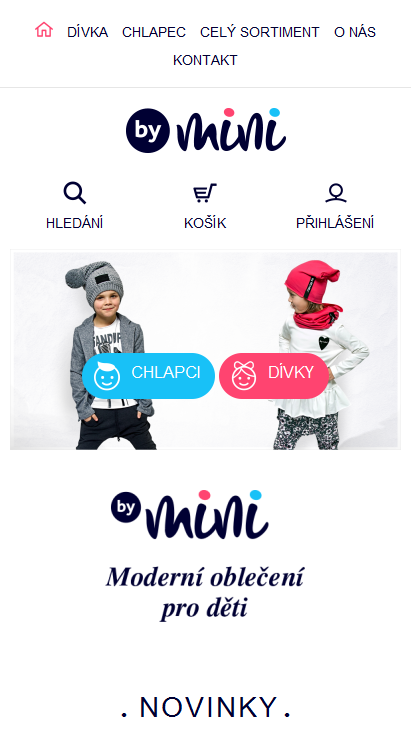 DÍVKA CHLAPEC CELÝ SORTIMENT O NÁS
KONTAKT
by mini
HLEDÁNÍ KOŠÍK PŘIHLÁŠENÍ
CHLAPCI DÍVKY
by mini
Moderní oblečení
pro děti
. NOVINKY .